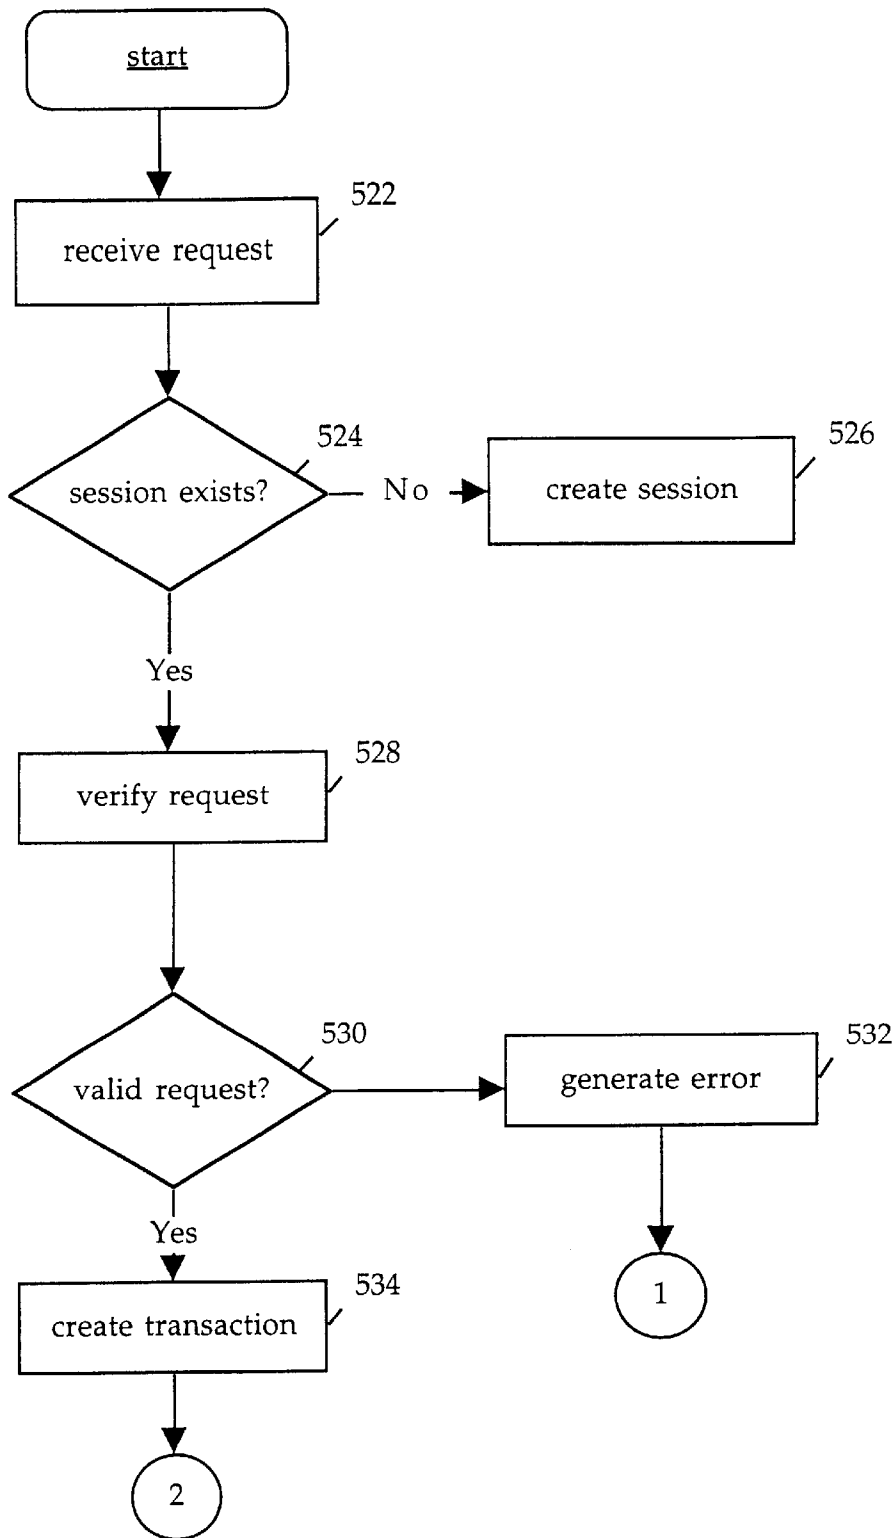 start
522
receive request
524
session exists?
No
526
create session
Yes
528
verify request
530
valid request?
532
generate error
Yes
1
534
create transaction
2